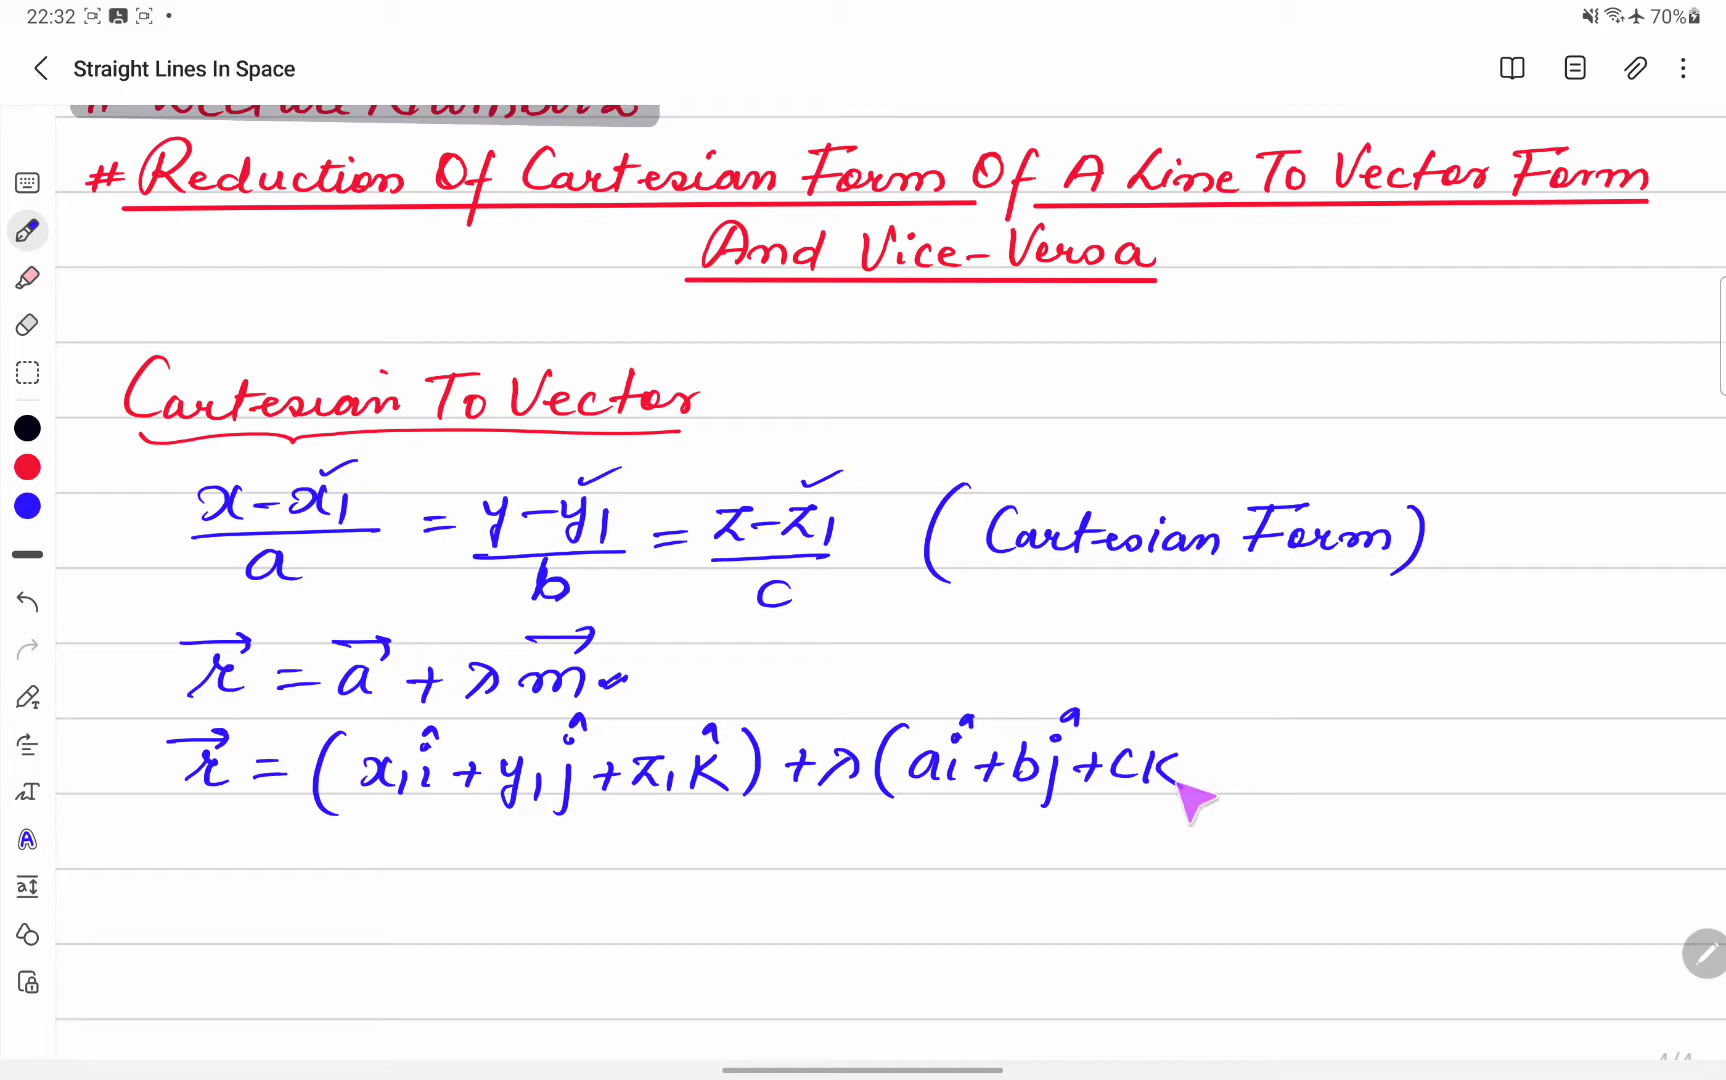 22:32 70%
Straight Lines In Space
# Reduction Of Cartesian Form Of A Line To Vector Form
And Vice-Versa
Cartesian To Vector
x-x₁/a = y-y₁/b = z-z₁/c (Cartesian Form)
r⃗ = a⃗ + λ m⃗
r⃗ = (x₁î + y₁ĵ + z₁k̂) + λ(aî + bĵ + ck